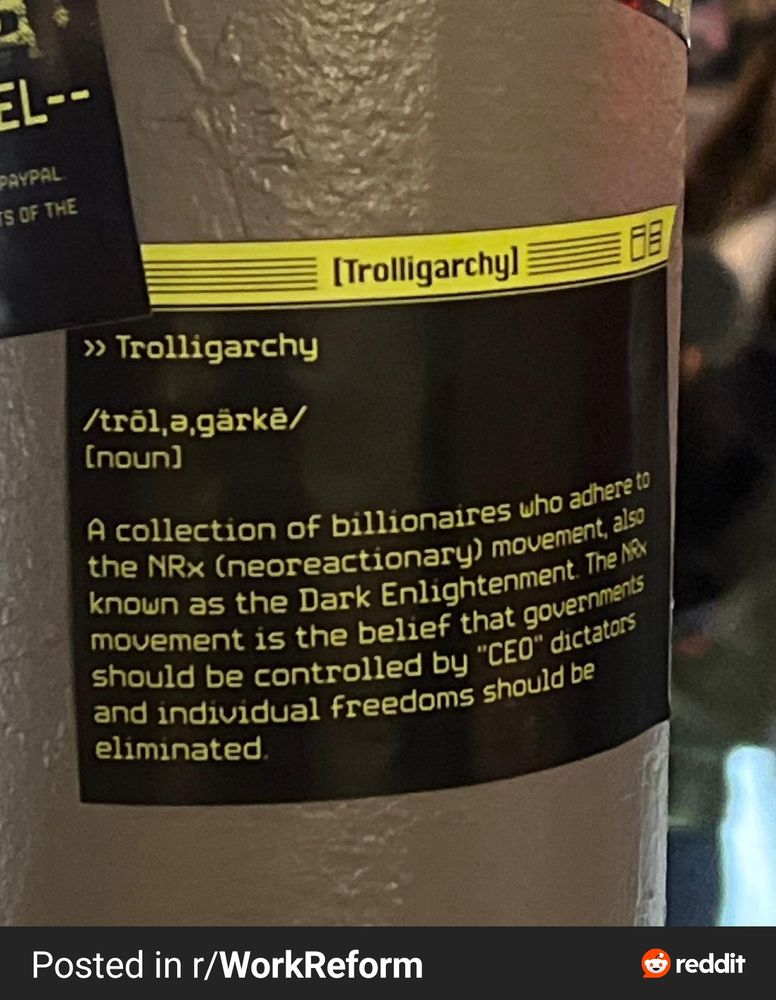 EL--
PAYPAL
TS OF THE
[Trolligarchy]
›› Trolligarchy
/trōl,ə,gärkē/
[noun]
A collection of billionaires who adhere to
the NRx (neoreactionary) movement, also
known as the Dark Enlightenment. The NRx
movement is the belief that governments
should be controlled by "CEO" dictators
and individual freedoms should be
eliminated.
Posted in r/WorkReform
reddit